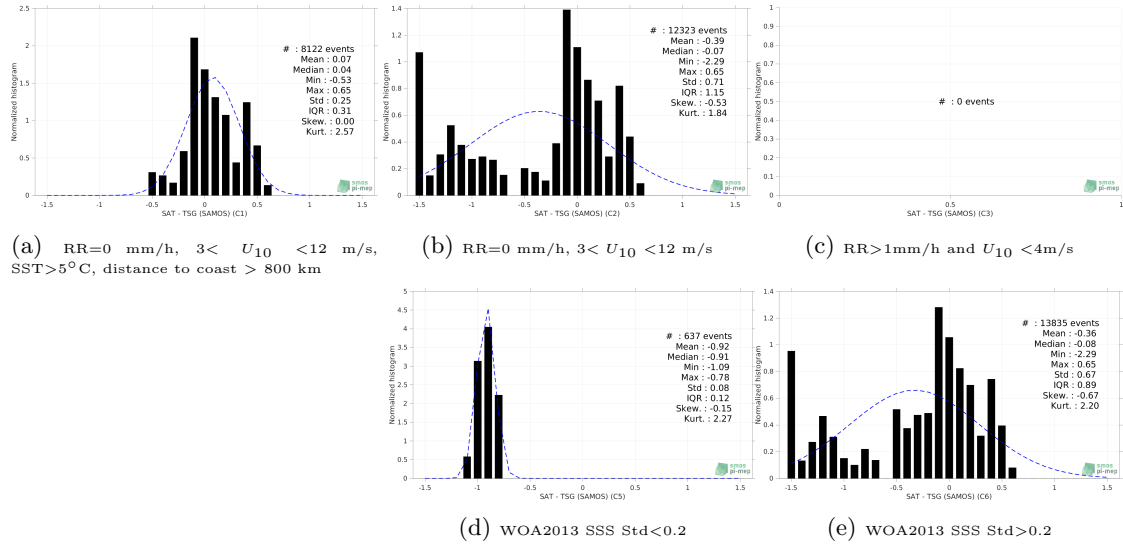 2.5
2
1.5
1
0.5
0
Normalized histogram
# : 8122 events
Mean : 0.07
Median : 0.04
Min : -0.53
Max : 0.65
Std : 0.25
IQR : 0.31
Skew. : 0.00
Kurt. : 2.57
smos
pi-mep
-1.5 -1 -0.5 0 0.5 1 1.5
SAT - TSG (SAMOS) (C1)
(a) RR=0 mm/h, 3< U10 <12 m/s,
SST>5°C, distance to coast > 800 km
1.4
1.2
1
0.8
0.6
0.4
0.2
0
Normalized histogram
# : 12323 events
Mean : -0.39
Median : -0.07
Min : -2.29
Max : 0.65
Std : 0.71
IQR : 1.15
Skew. : -0.53
Kurt. : 1.84
smos
pi-mep
-1.5 -1 -0.5 0 0.5 1 1.5
SAT - TSG (SAMOS) (C2)
(b) RR=0 mm/h, 3< U10 <12 m/s
1
0.9
0.8
0.7
0.6
0.5
0.4
0.3
0.2
0.1
0
Normalized histogram
# : 0 events
smos
pi-mep
0 0.5 1
SAT - TSG (SAMOS) (C3)
(c) RR>1mm/h and U10 <4m/s
5
4.5
4
3.5
3
2.5
2
1.5
1
0.5
0
Normalized histogram
# : 637 events
Mean : -0.92
Median : -0.91
Min : -1.09
Max : -0.78
Std : 0.08
IQR : 0.12
Skew. : -0.15
Kurt. : 2.27
smos
pi-mep
-1.5 -1 -0.5 0 0.5 1 1.5
SAT - TSG (SAMOS) (C5)
(d) WOA2013 SSS Std<0.2
1.4
1.2
1
0.8
0.6
0.4
0.2
0
Normalized histogram
# : 13835 events
Mean : -0.36
Median : -0.08
Min : -2.29
Max : 0.65
Std : 0.67
IQR : 0.89
Skew. : -0.67
Kurt. : 2.20
smos
pi-mep
-1.5 -1 -0.5 0 0.5 1 1.5
SAT - TSG (SAMOS) (C6)
(e) WOA2013 SSS Std>0.2